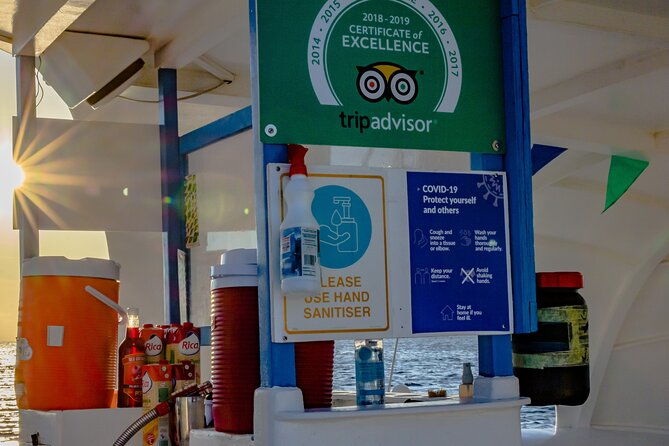 2014 · 2015
2016 · 2017
2018 - 2019
CERTIFICATE of
EXCELLENCE
tripadvisor®
PLEASE
USE HAND
SANITISER
COVID-19
Protect yourself
and others
Cough and
sneeze
into a tissue
or elbow.
Wash your
hands
thoroughly
and regularly.
Keep your
distance.
Avoid
shaking
hands.
Stay at
home if you
feel ill.
Rica
Rica